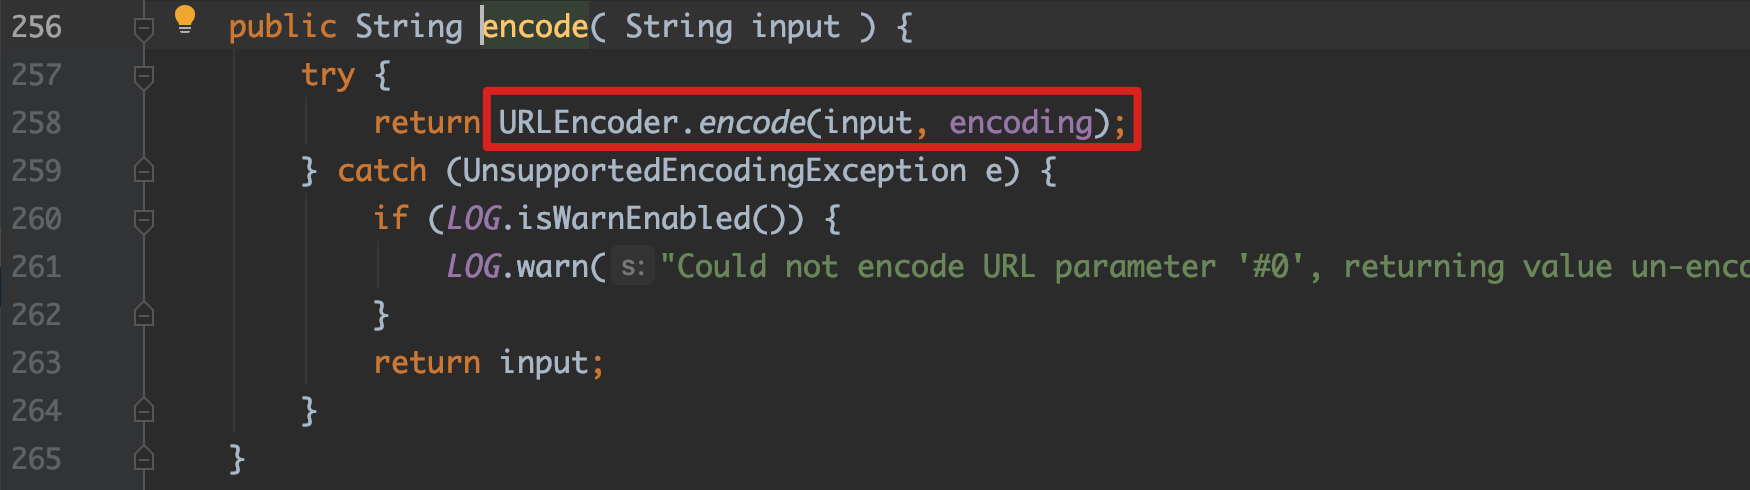 256 public String encode( String input ) {
257 try {
258 return URLEncoder.encode(input, encoding);
259 } catch (UnsupportedEncodingException e) {
260 if (LOG.isWarnEnabled()) {
261 LOG.warn( s: "Could not encode URL parameter '#0', returning value un-enco
262 }
263 return input;
264 }
265 }